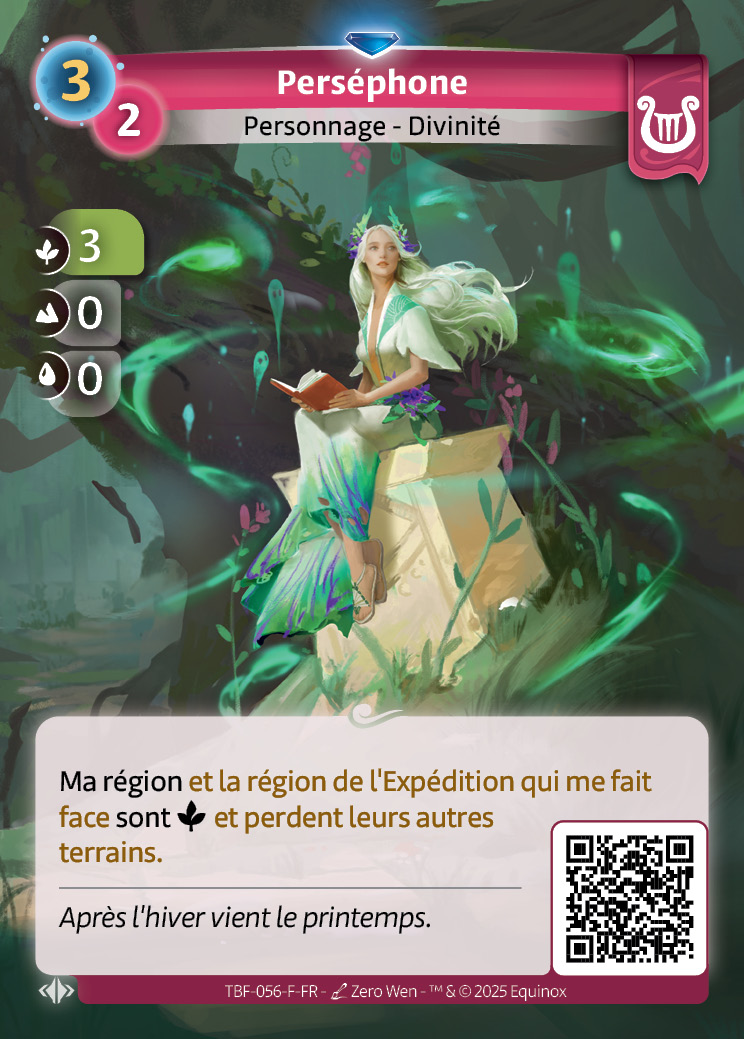 3
Perséphone
2
Personnage - Divinité
3
0
0
Ma région et la région de l'Expédition qui me fait
face sont et perdent leurs autres
terrains.
Après l'hiver vient le printemps.
TBF-056-F-FR - Zero Wen - ™ & © 2025 Equinox